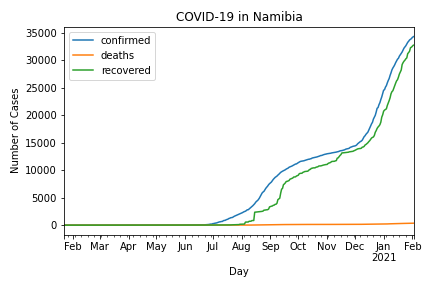 COVID-19 in Namibia
confirmed
deaths
recovered
Number of Cases
35000
30000
25000
20000
15000
10000
5000
0
Feb Mar Apr May Jun Jul Aug Sep Oct Nov Dec Jan Feb
2021
Day